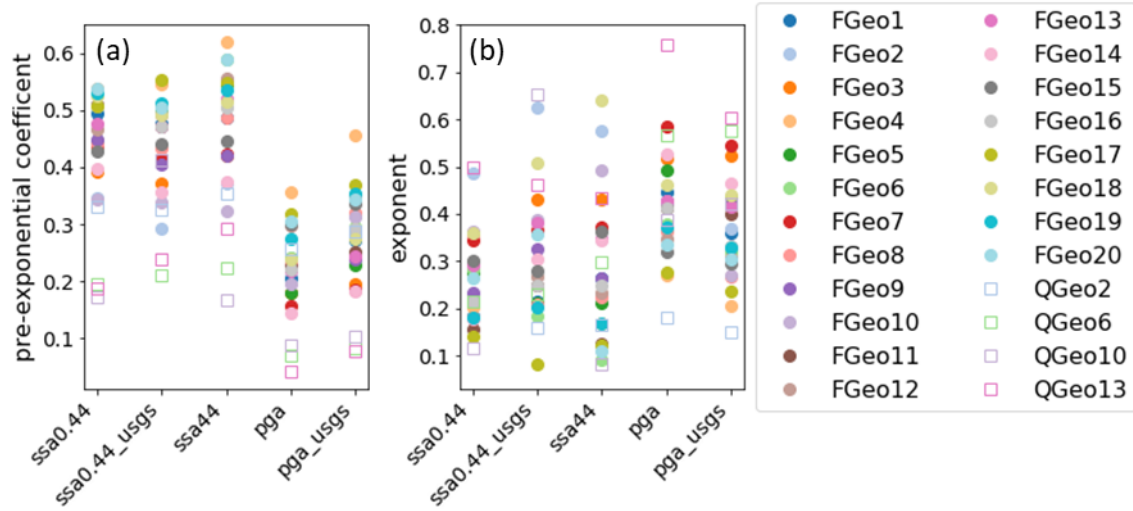 (a)
pre-exponential coefficent
0.6
0.5
0.4
0.3
0.2
0.1
ssa0.44
ssa0.44_usgs
ssa44
pga
pga_usgs
(b)
exponent
0.8
0.7
0.6
0.5
0.4
0.3
0.2
0.1
ssa0.44
ssa0.44_usgs
ssa44
pga
pga_usgs
FGeo1
FGeo2
FGeo3
FGeo4
FGeo5
FGeo6
FGeo7
FGeo8
FGeo9
FGeo10
FGeo11
FGeo12
FGeo13
FGeo14
FGeo15
FGeo16
FGeo17
FGeo18
FGeo19
FGeo20
QGeo2
QGeo6
QGeo10
QGeo13